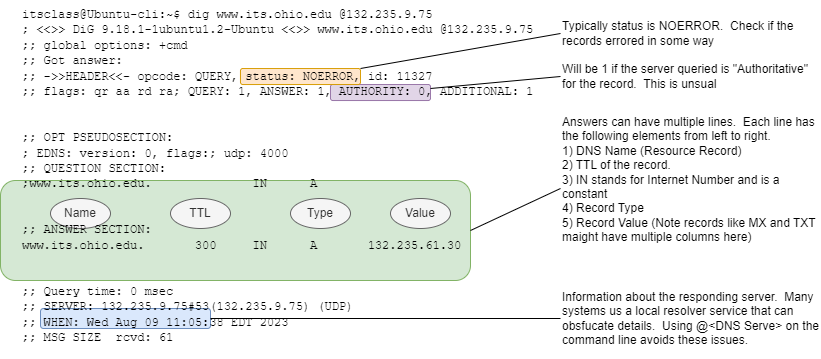 itsclass@Ubuntu-cli:~$ dig www.its.ohio.edu @132.235.9.75
; <<>> DiG 9.18.1-1ubuntu1.2-Ubuntu <<>> www.its.ohio.edu @132.235.9.75
;; global options: +cmd
;; Got answer:
;; ->>HEADER<<- opcode: QUERY, status: NOERROR, id: 11327
;; flags: qr aa rd ra; QUERY: 1, ANSWER: 1, AUTHORITY: 0, ADDITIONAL: 1
Typically status is NOERROR. Check if the
records errored in some way
Will be 1 if the server queried is "Authoritative"
for the record. This is unsual
;; OPT PSEUDOSECTION:
; EDNS: version: 0, flags:; udp: 4000
;; QUESTION SECTION:
;www.its.ohio.edu. IN A
Name TTL Type Value
;; ANSWER SECTION:
www.its.ohio.edu. 300 IN A 132.235.61.30
Answers can have multiple lines. Each line has
the following elements from left to right.
1) DNS Name (Resource Record)
2) TTL of the record.
3) IN stands for Internet Number and is a
constant
4) Record Type
5) Record Value (Note records like MX and TXT
maight have multiple columns here)
;; Query time: 0 msec
;; SERVER: 132.235.9.75#53(132.235.9.75) (UDP)
;; WHEN: Wed Aug 09 11:05:38 EDT 2023
;; MSG SIZE rcvd: 61
Information about the responding server. Many
systems us a local resolver service that can
obsfucate details. Using @<DNS Serve> on the
command line avoids these issues.